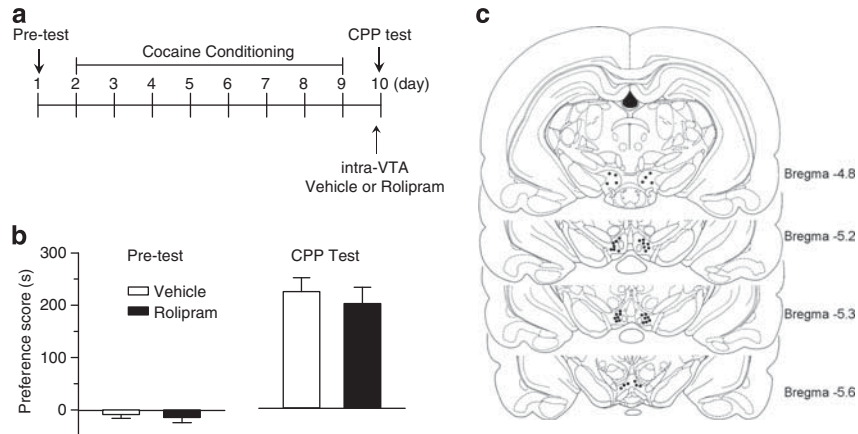 a
Pre-test
CPP test
Cocaine Conditioning
1 2 3 4 5 6 7 8 9 10 (day)
intra-VTA
Vehicle or Rolipram
b
Preference score (s)
300
200
100
0
Pre-test
CPP Test
Vehicle
Rolipram
c
Bregma -4.8
Bregma -5.2
Bregma -5.3
Bregma -5.6